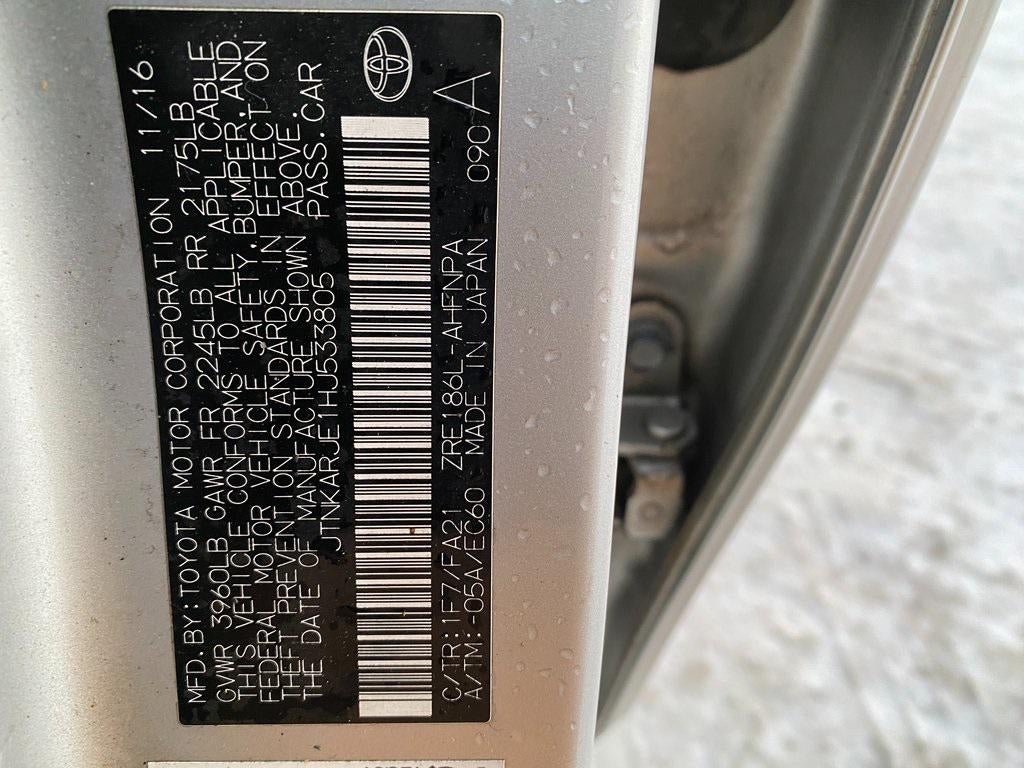 MFD.BY:TOYOTA MOTOR CORPORATION 11/16
GVWR 3960LB GAWR FR 2245LB RR 2175LB
THIS VEHICLE CONFORMS TO ALL APPLICABLE
FEDERAL MOTOR VEHICLE SAFETY,BUMPER,AND
THEFT PREVENTION STANDARDS IN EFFECT ON
THE DATE OF MANUFACTURE SHOWN ABOVE.
JTNKARJE1HJ533805 PASS.CAR
C/TR:1F7/FA21 ZRE186L-AHFNPA 090 A
A/TM:-05A/EC60 MADE IN JAPAN